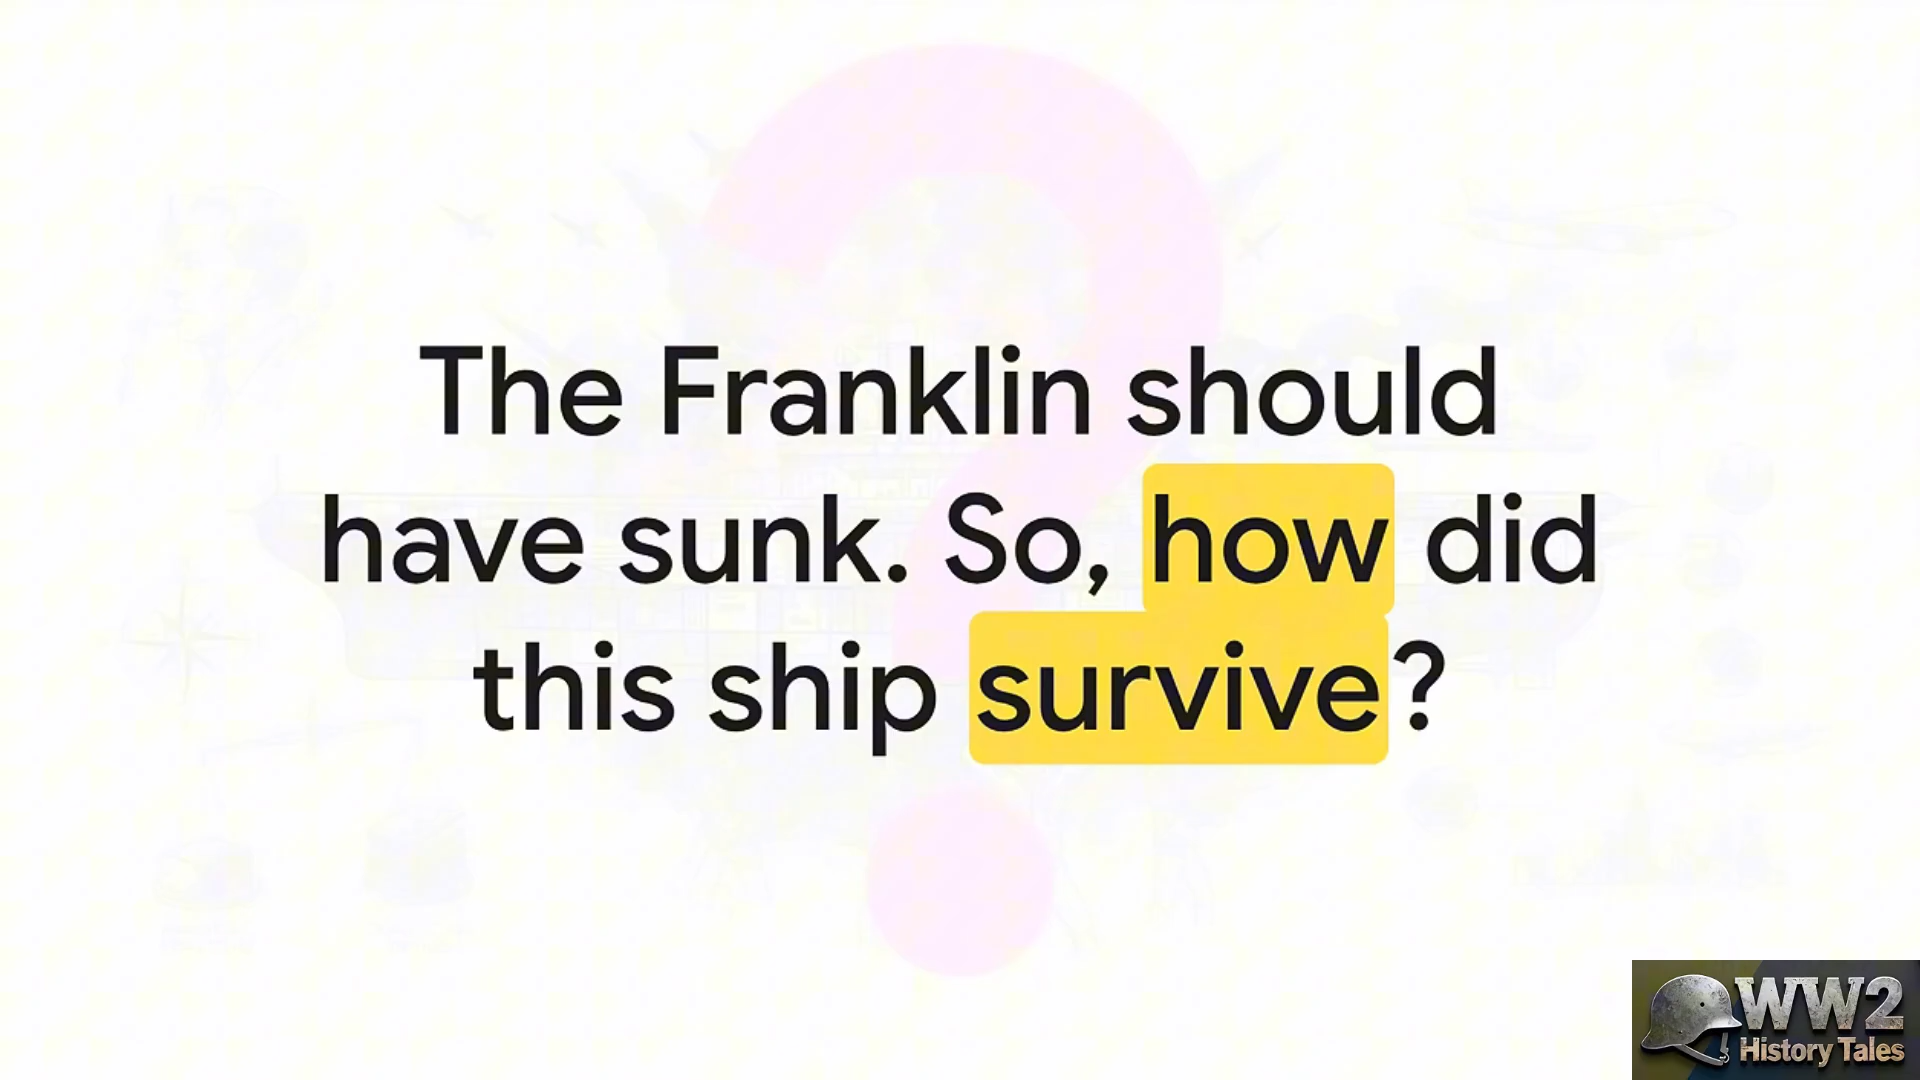 The Franklin should
have sunk. So, how did
this ship survive?
WW2
History Tales